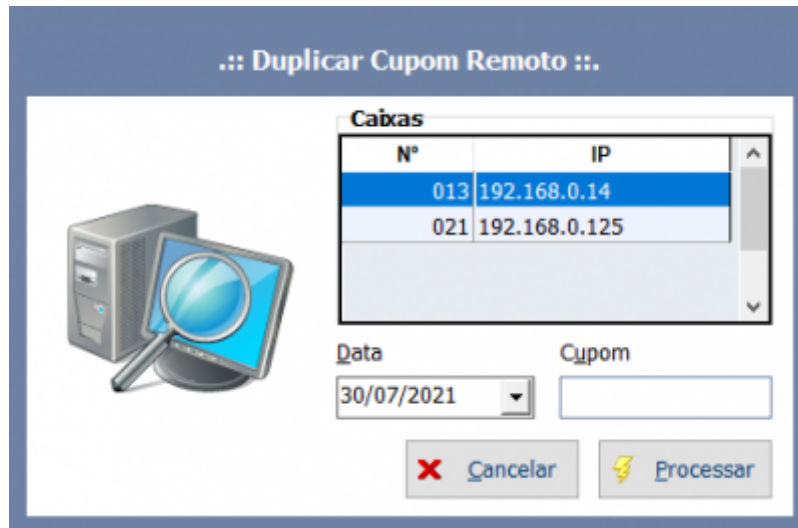 .:: Duplicar Cupom Remoto ::.
Caixas
N° IP
013 192.168.0.14
021 192.168.0.125
Data Cupom
30/07/2021
Cancelar Processar